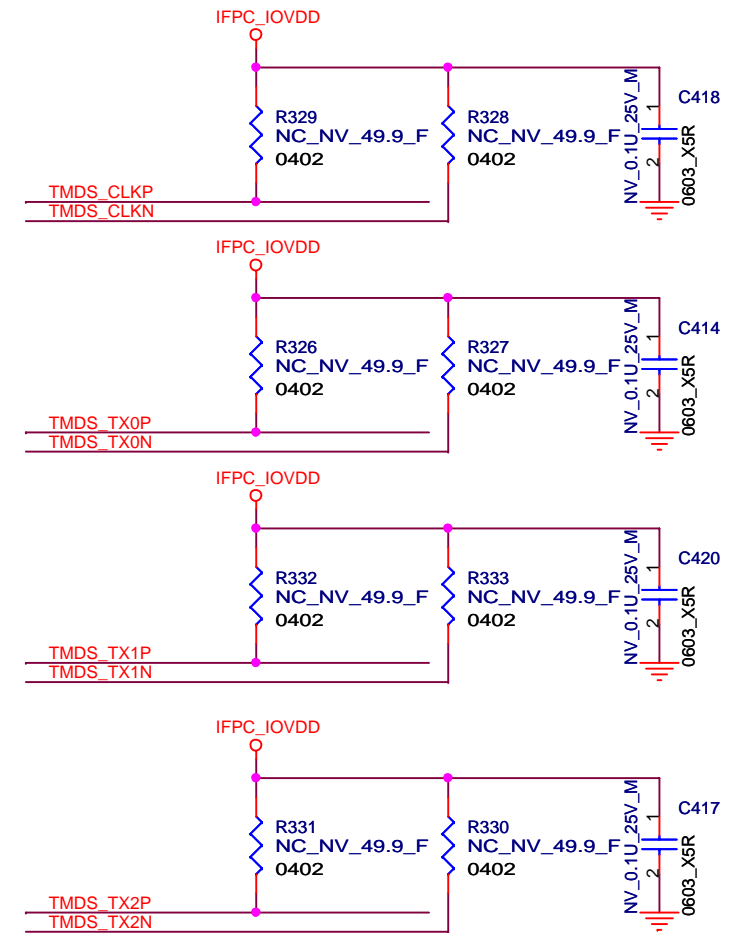 IFPC_IOVDD
R329
NC_NV_49.9_F
0402
R328
NC_NV_49.9_F
0402
NV_0.1U_25V_M
1
2
C418
0603_X5R
TMDS_CLKP
TMDS_CLKN
IFPC_IOVDD
R326
NC_NV_49.9_F
0402
R327
NC_NV_49.9_F
0402
NV_0.1U_25V_M
1
2
C414
0603_X5R
TMDS_TX0P
TMDS_TX0N
IFPC_IOVDD
R332
NC_NV_49.9_F
0402
R333
NC_NV_49.9_F
0402
NV_0.1U_25V_M
1
2
C420
0603_X5R
TMDS_TX1P
TMDS_TX1N
IFPC_IOVDD
R331
NC_NV_49.9_F
0402
R330
NC_NV_49.9_F
0402
NV_0.1U_25V_M
1
2
C417
0603_X5R
TMDS_TX2P
TMDS_TX2N